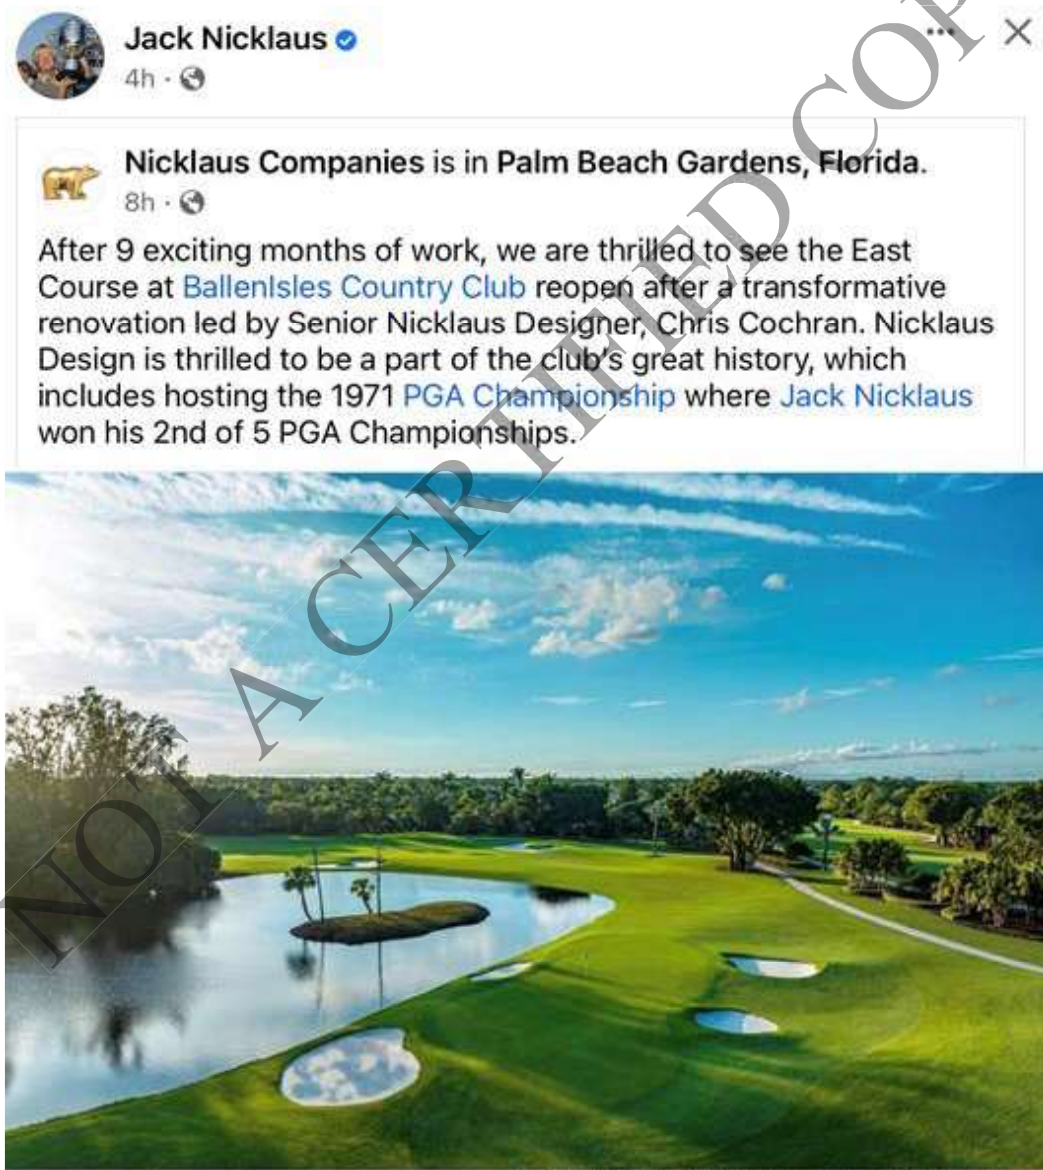 Jack Nicklaus
4h ·
Nicklaus Companies is in Palm Beach Gardens, Florida.
8h ·
After 9 exciting months of work, we are thrilled to see the East
Course at BallenIsles Country Club reopen after a transformative
renovation led by Senior Nicklaus Designer, Chris Cochran. Nicklaus
Design is thrilled to be a part of the club's great history, which
includes hosting the 1971 PGA Championship where Jack Nicklaus
won his 2nd of 5 PGA Championships.
NOT A CERTIFIED COP